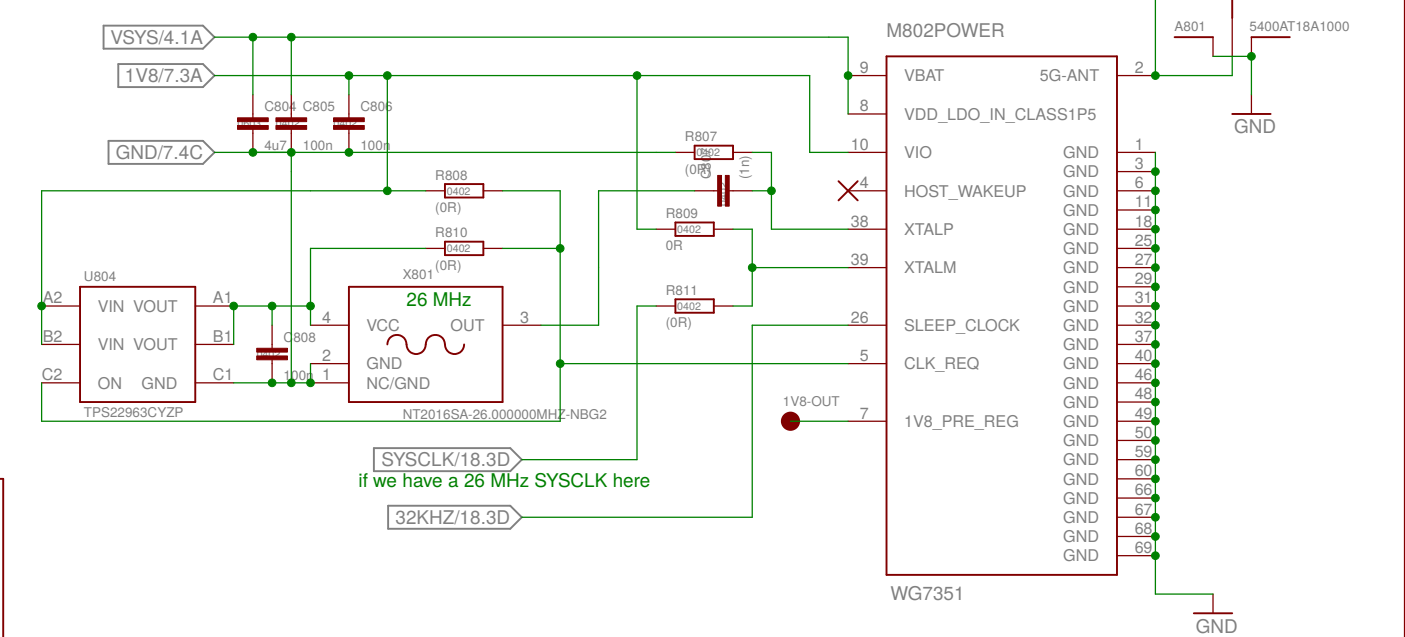 M802POWER
A801
5400AT18A1000
VSYS/4.1A
1V8/7.3A
GND/7.4C
C804
C805
C806
4u7
100n
100n
R807
(1n)
R808
0402
(0R)
R809
0402
0R
R810
0402
(0R)
R811
0402
(0R)
U804
A2
B2
C2
VIN VOUT
VIN VOUT
ON GND
A1
B1
C1
TPS22963CYZP
C808
100n
X801
26 MHz
4
2
1
3
VCC OUT
GND
NC/GND
NT2016SA-26.000000MHZ-NBG2
SYSCLK/18.3D
if we have a 26 MHz SYSCLK here
32KHZ/18.3D
1V8-OUT
9 VBAT 5G-ANT 2
8 VDD_LDO_IN_CLASS1P5
10 VIO
4 HOST_WAKEUP
38 XTALP
39 XTALM
26 SLEEP_CLOCK
5 CLK_REQ
7 1V8_PRE_REG
GND 1
GND 3
GND 6
GND 11
GND 18
GND 25
GND 27
GND 29
GND 31
GND 32
GND 37
GND 40
GND 46
GND 48
GND 49
GND 50
GND 59
GND 60
GND 66
GND 67
GND 68
GND 69
WG7351
GND
GND